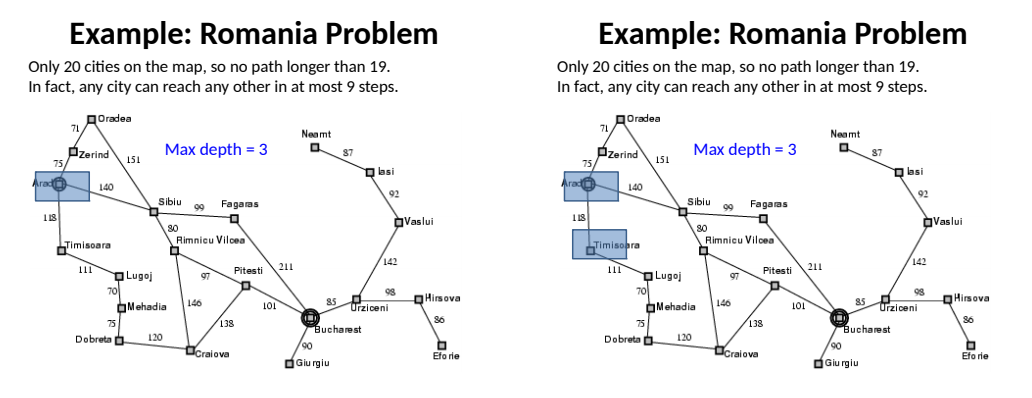 Example: Romania Problem
Only 20 cities on the map, so no path longer than 19.
In fact, any city can reach any other in at most 9 steps.
Oradea
71
Neamt
Zerind
Max depth = 3
87
75
151
Iasi
Arad
140
92
Sibiu
Fagaras
99
118
80
Vaslui
Timisoara
Rimnicu Vilcea
111
Lugoj
97
Pitesti
211
142
70
98
Mehadia
146
101
85
Hirsova
Urziceni
75
138
86
Bucharest
Dobreta
120
90
Craiova
Eforie
Giurgiu
Example: Romania Problem
Only 20 cities on the map, so no path longer than 19.
In fact, any city can reach any other in at most 9 steps.
Oradea
71
Neamt
Zerind
Max depth = 3
87
75
151
Iasi
Arad
140
92
Sibiu
Fagaras
99
118
80
Vaslui
Timisoara
Rimnicu Vilcea
111
Lugoj
97
Pitesti
211
142
70
98
Mehadia
146
101
85
Hirsova
Urziceni
75
138
86
Bucharest
Dobreta
120
90
Craiova
Eforie
Giurgiu